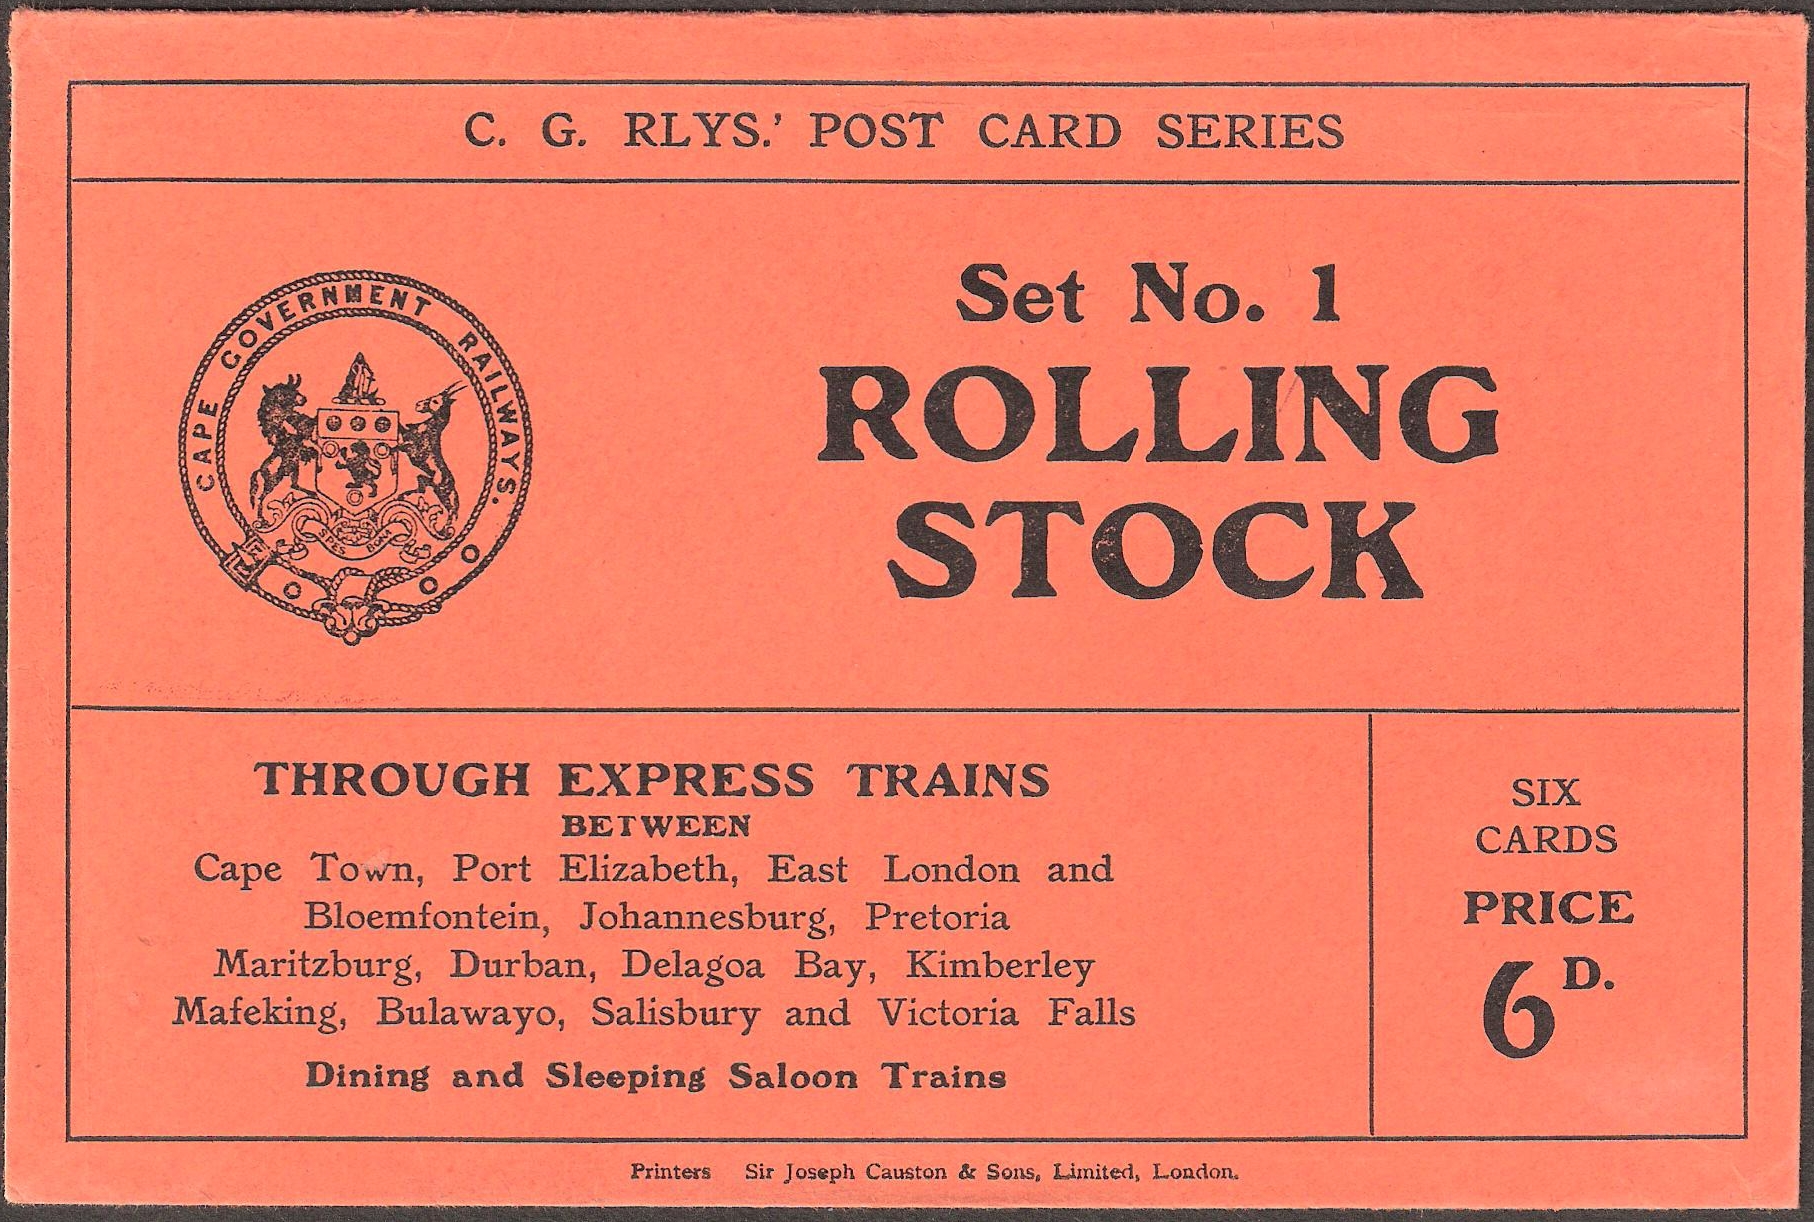 C. G. RLYS.' POST CARD SERIES
CAPE GOVERNMENT RAILWAYS.
SPES BONA
Set No. 1
ROLLING
STOCK
THROUGH EXPRESS TRAINS
BETWEEN
Cape Town, Port Elizabeth, East London and
Bloemfontein, Johannesburg, Pretoria
Maritzburg, Durban, Delagoa Bay, Kimberley
Mafeking, Bulawayo, Salisbury and Victoria Falls
Dining and Sleeping Saloon Trains
SIX
CARDS
PRICE
6D.
Printers Sir Joseph Causton & Sons, Limited, London.